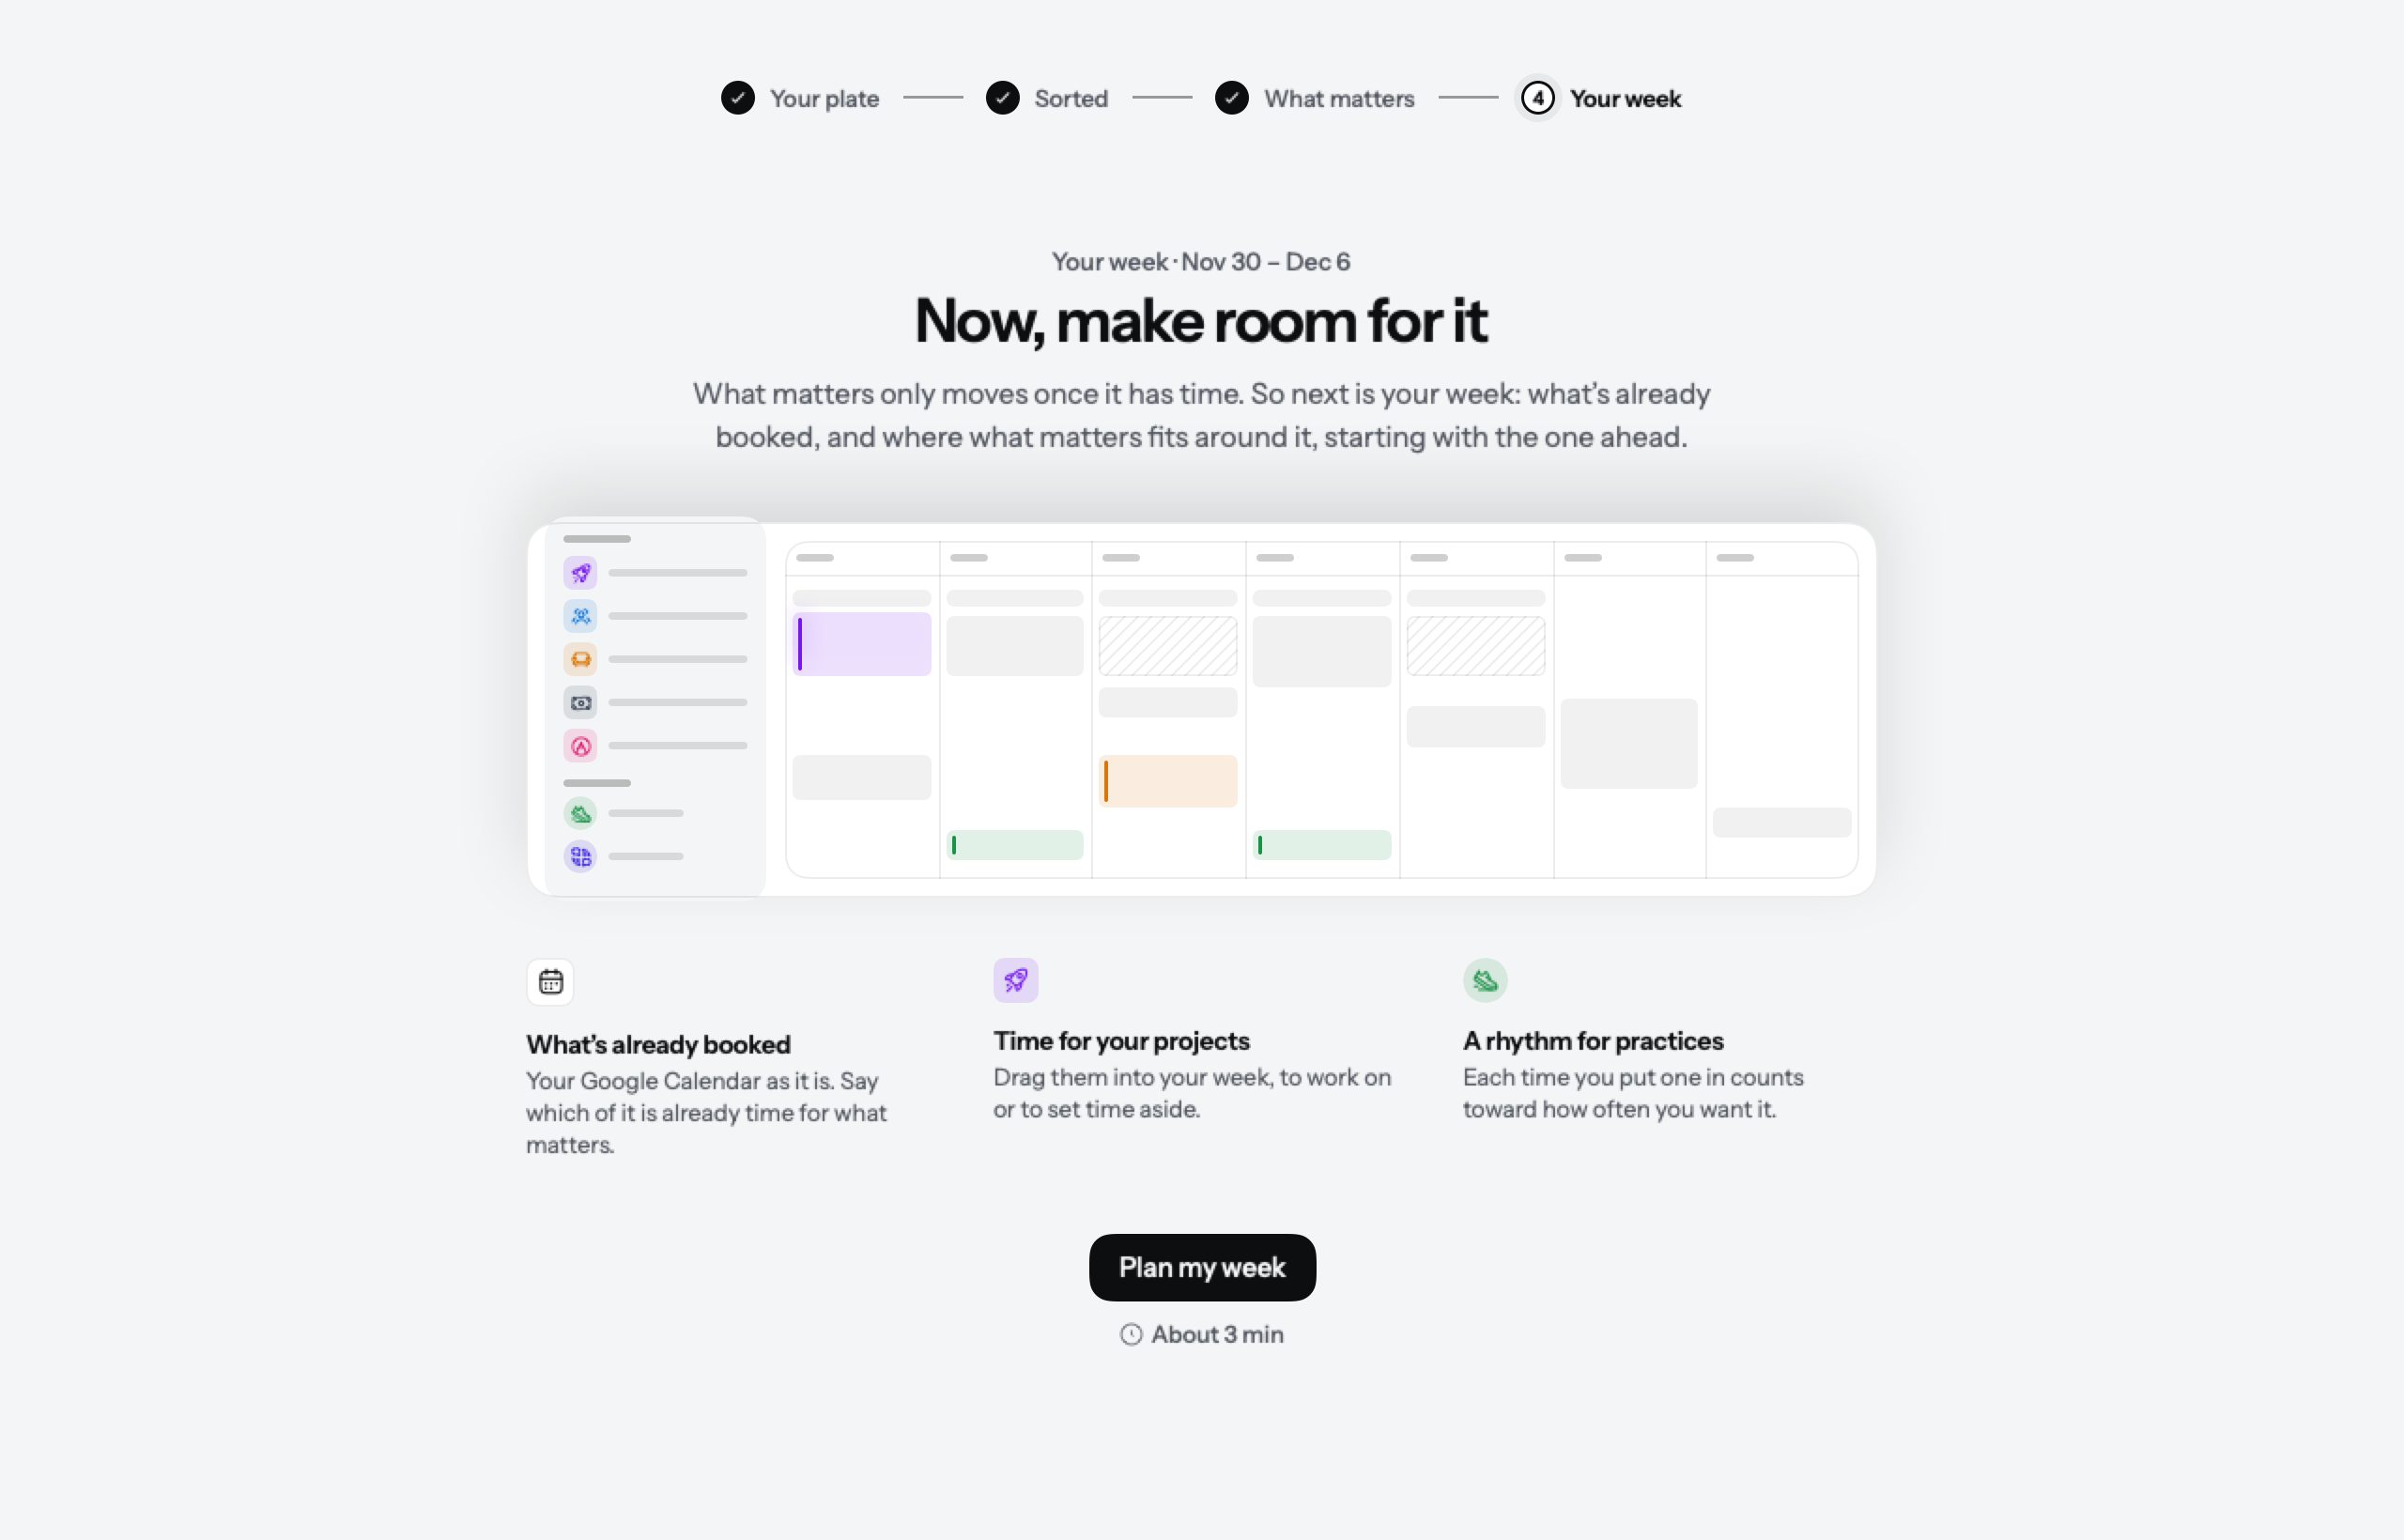 Your plate
Sorted
What matters
4 Your week
Your week · Nov 30 – Dec 6
Now, make room for it
What matters only moves once it has time. So next is your week: what’s already
booked, and where what matters fits around it, starting with the one ahead.
What’s already booked
Your Google Calendar as it is. Say
which of it is already time for what
matters.
Time for your projects
Drag them into your week, to work on
or to set time aside.
A rhythm for practices
Each time you put one in counts
toward how often you want it.
Plan my week
About 3 min